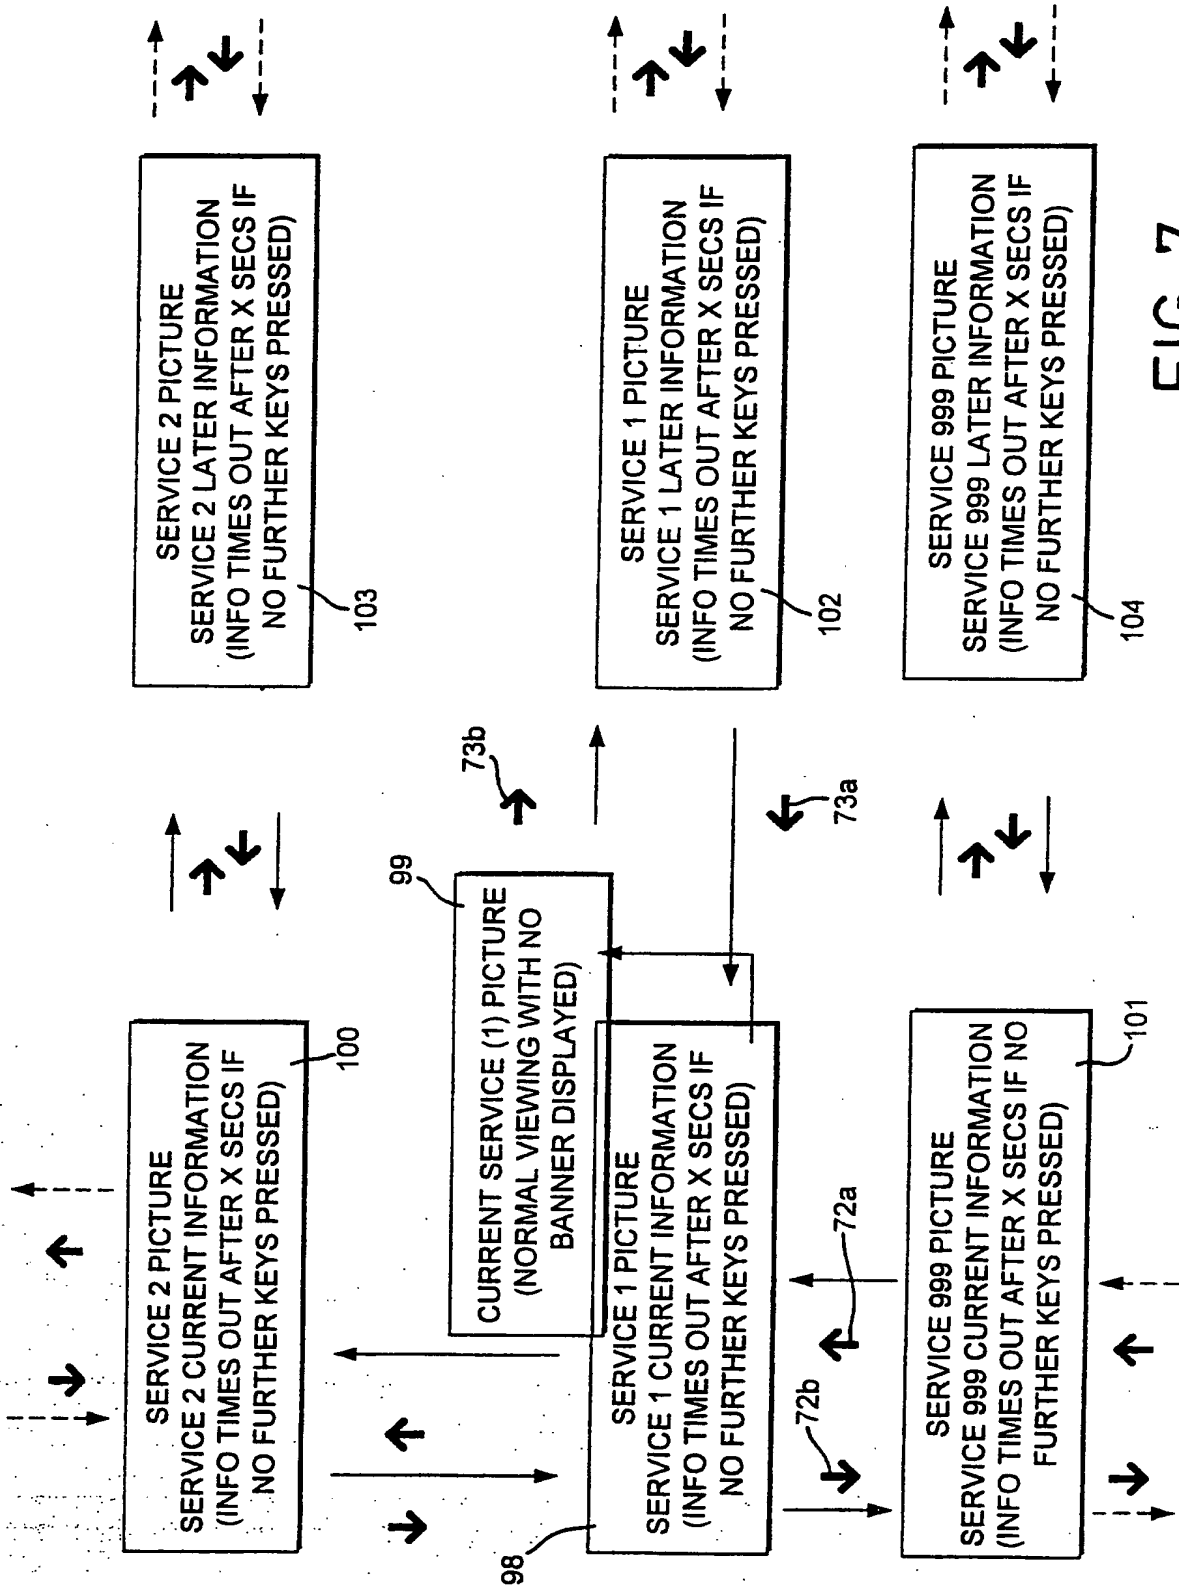 SERVICE 2 PICTURE
SERVICE 2 CURRENT INFORMATION
(INFO TIMES OUT AFTER X SECS IF
NO FURTHER KEYS PRESSED)
100
SERVICE 2 PICTURE
SERVICE 2 LATER INFORMATION
(INFO TIMES OUT AFTER X SECS IF
NO FURTHER KEYS PRESSED)
103
99
CURRENT SERVICE (1) PICTURE
(NORMAL VIEWING WITH NO
BANNER DISPLAYED)
73b
98
SERVICE 1 PICTURE
SERVICE 1 CURRENT INFORMATION
(INFO TIMES OUT AFTER X SECS IF
NO FURTHER KEYS PRESSED)
SERVICE 1 PICTURE
SERVICE 1 LATER INFORMATION
(INFO TIMES OUT AFTER X SECS IF
NO FURTHER KEYS PRESSED)
102
73a
72b
72a
SERVICE 999 PICTURE
SERVICE 999 CURRENT INFORMATION
(INFO TIMES OUT AFTER X SECS IF NO
FURTHER KEYS PRESSED)
101
SERVICE 999 PICTURE
SERVICE 999 LATER INFORMATION
(INFO TIMES OUT AFTER X SECS IF
NO FURTHER KEYS PRESSED)
104
FIG. 7